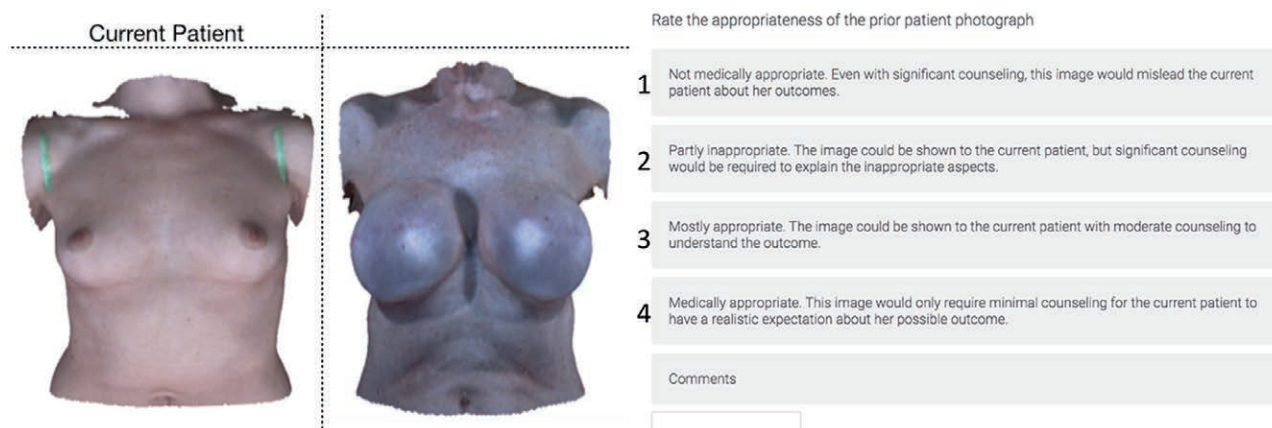 Current Patient
Rate the appropriateness of the prior patient photograph
1
Not medically appropriate. Even with significant counseling, this image would mislead the current
patient about her outcomes.
2
Partly inappropriate. The image could be shown to the current patient, but significant counseling
would be required to explain the inappropriate aspects.
3
Mostly appropriate. The image could be shown to the current patient with moderate counseling to
understand the outcome.
4
Medically appropriate. This image would only require minimal counseling for the current patient to
have a realistic expectation about her possible outcome.
Comments